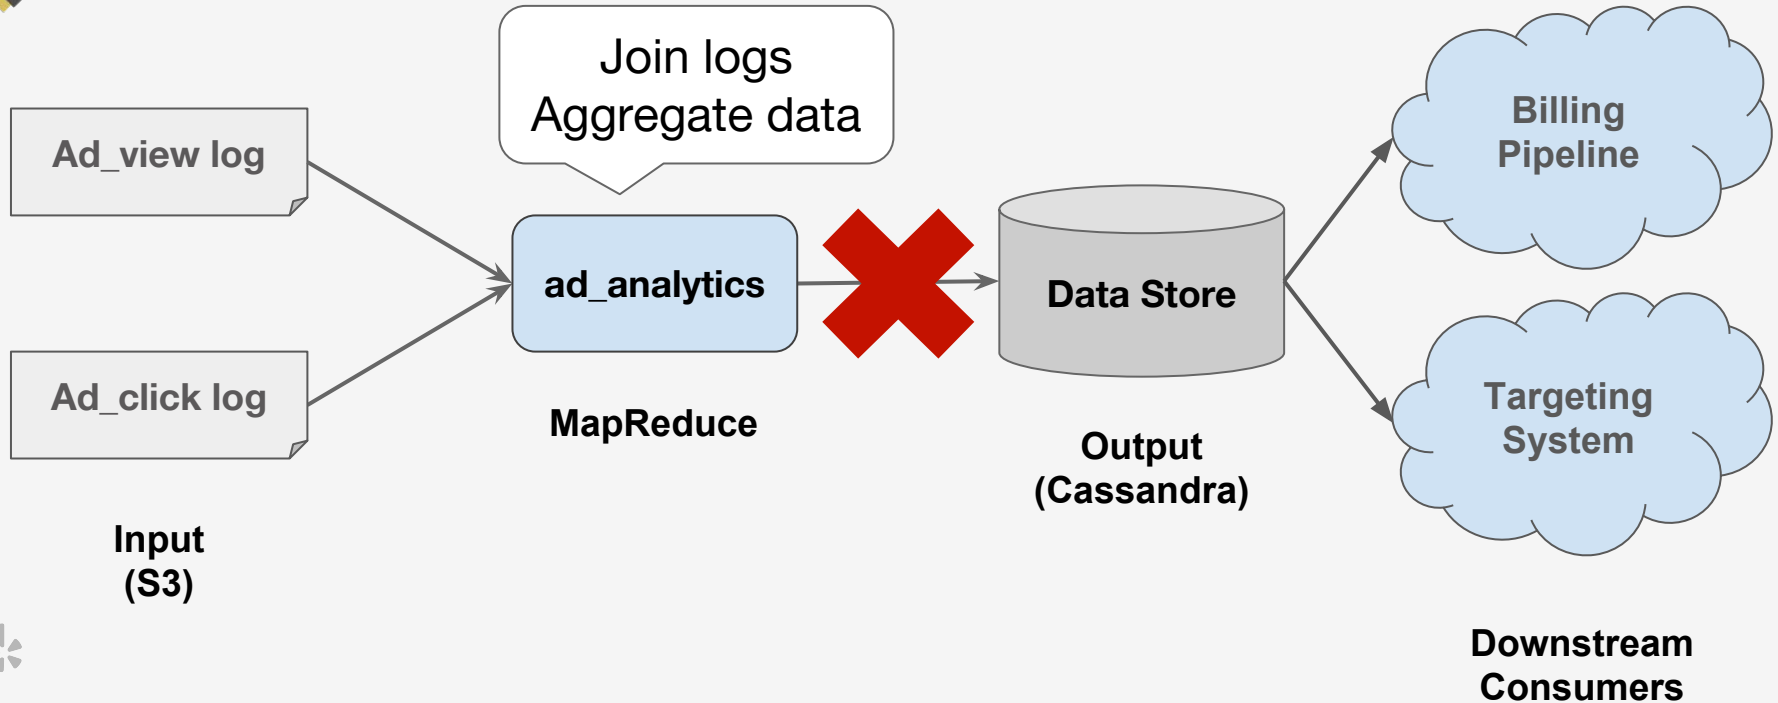 Join logs
Aggregate data
Ad_view log
Ad_click log
Input
(S3)
ad_analytics
MapReduce
Data Store
Output
(Cassandra)
Billing
Pipeline
Targeting
System
Downstream
Consumers